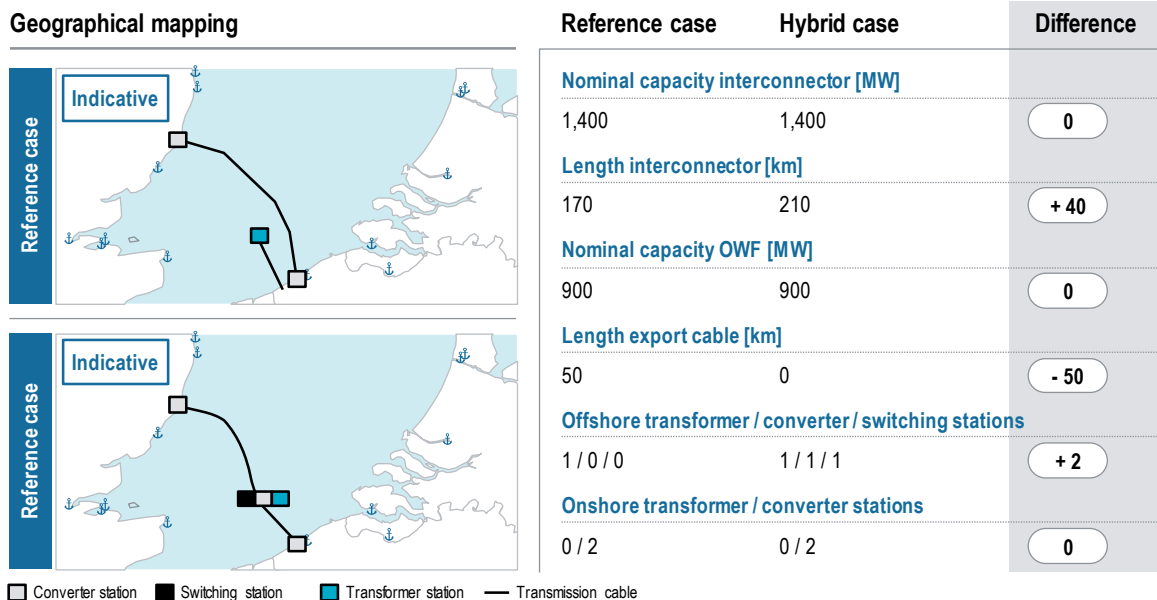 Geographical mapping
Reference case Hybrid case Difference
Reference case
Indicative
Nominal capacity interconnector [MW]
1,400 1,400 0
Length interconnector [km]
170 210 + 40
Nominal capacity OWF [MW]
900 900 0
Reference case
Indicative
Length export cable [km]
50 0 - 50
Offshore transformer / converter / switching stations
1 / 0 / 0 1 / 1 / 1 + 2
Onshore transformer / converter stations
0 / 2 0 / 2 0
Converter station Switching station Transformer station Transmission cable